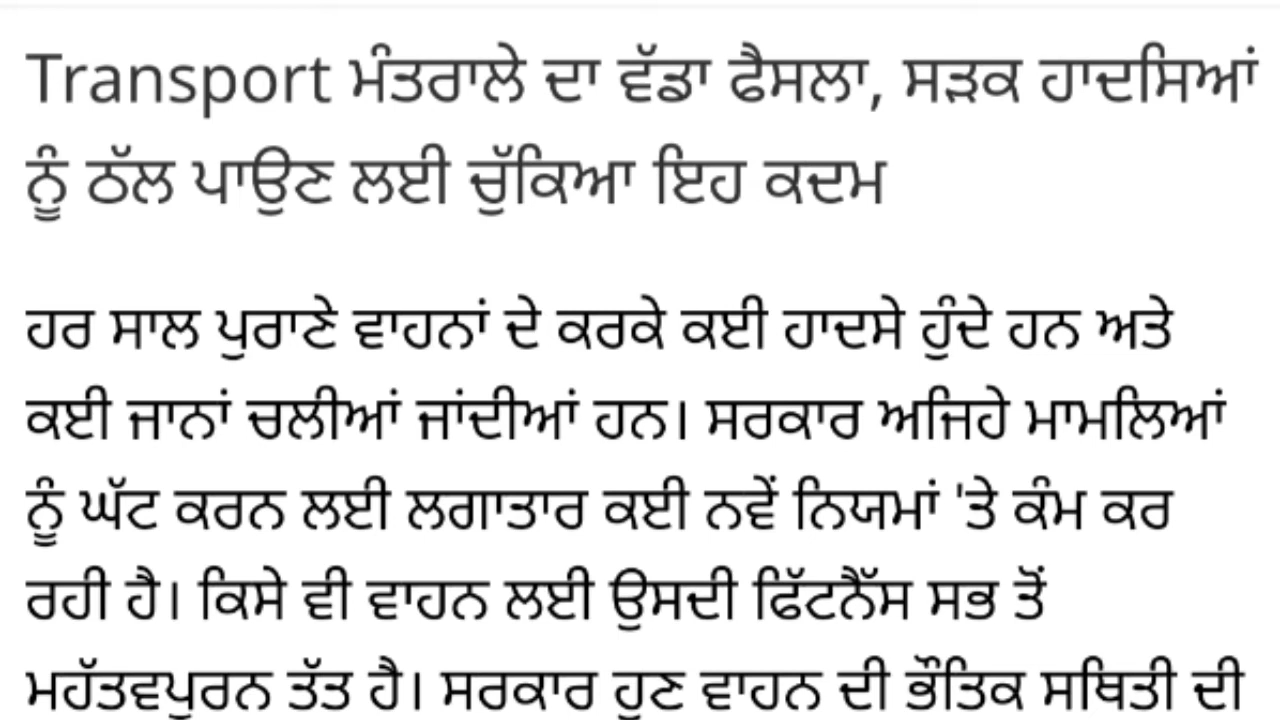 Transport ਮੰਤਰਾਲੇ ਦਾ ਵੱਡਾ ਫੈਸਲਾ, ਸੜਕ ਹਾਦਸਿਆਂ
ਨੂੰ ਠੱਲ ਪਾਉਣ ਲਈ ਚੁੱਕਿਆ ਇਹ ਕਦਮ
ਹਰ ਸਾਲ ਪੁਰਾਣੇ ਵਾਹਨਾਂ ਦੇ ਕਰਕੇ ਕਈ ਹਾਦਸੇ ਹੁੰਦੇ ਹਨ ਅਤੇ
ਕਈ ਜਾਨਾਂ ਚਲੀਆਂ ਜਾਂਦੀਆਂ ਹਨ। ਸਰਕਾਰ ਅਜਿਹੇ ਮਾਮਲਿਆਂ
ਨੂੰ ਘੱਟ ਕਰਨ ਲਈ ਲਗਾਤਾਰ ਕਈ ਨਵੇਂ ਨਿਯਮਾਂ 'ਤੇ ਕੰਮ ਕਰ
ਰਹੀ ਹੈ। ਕਿਸੇ ਵੀ ਵਾਹਨ ਲਈ ਉਸਦੀ ਫਿੱਟਨੈੱਸ ਸਭ ਤੋਂ
ਮਹੱਤਵਪੂਰਨ ਤੱਤ ਹੈ। ਸਰਕਾਰ ਹੁਣ ਵਾਹਨ ਦੀ ਭੌਤਿਕ ਸਥਿਤੀ ਦੀ